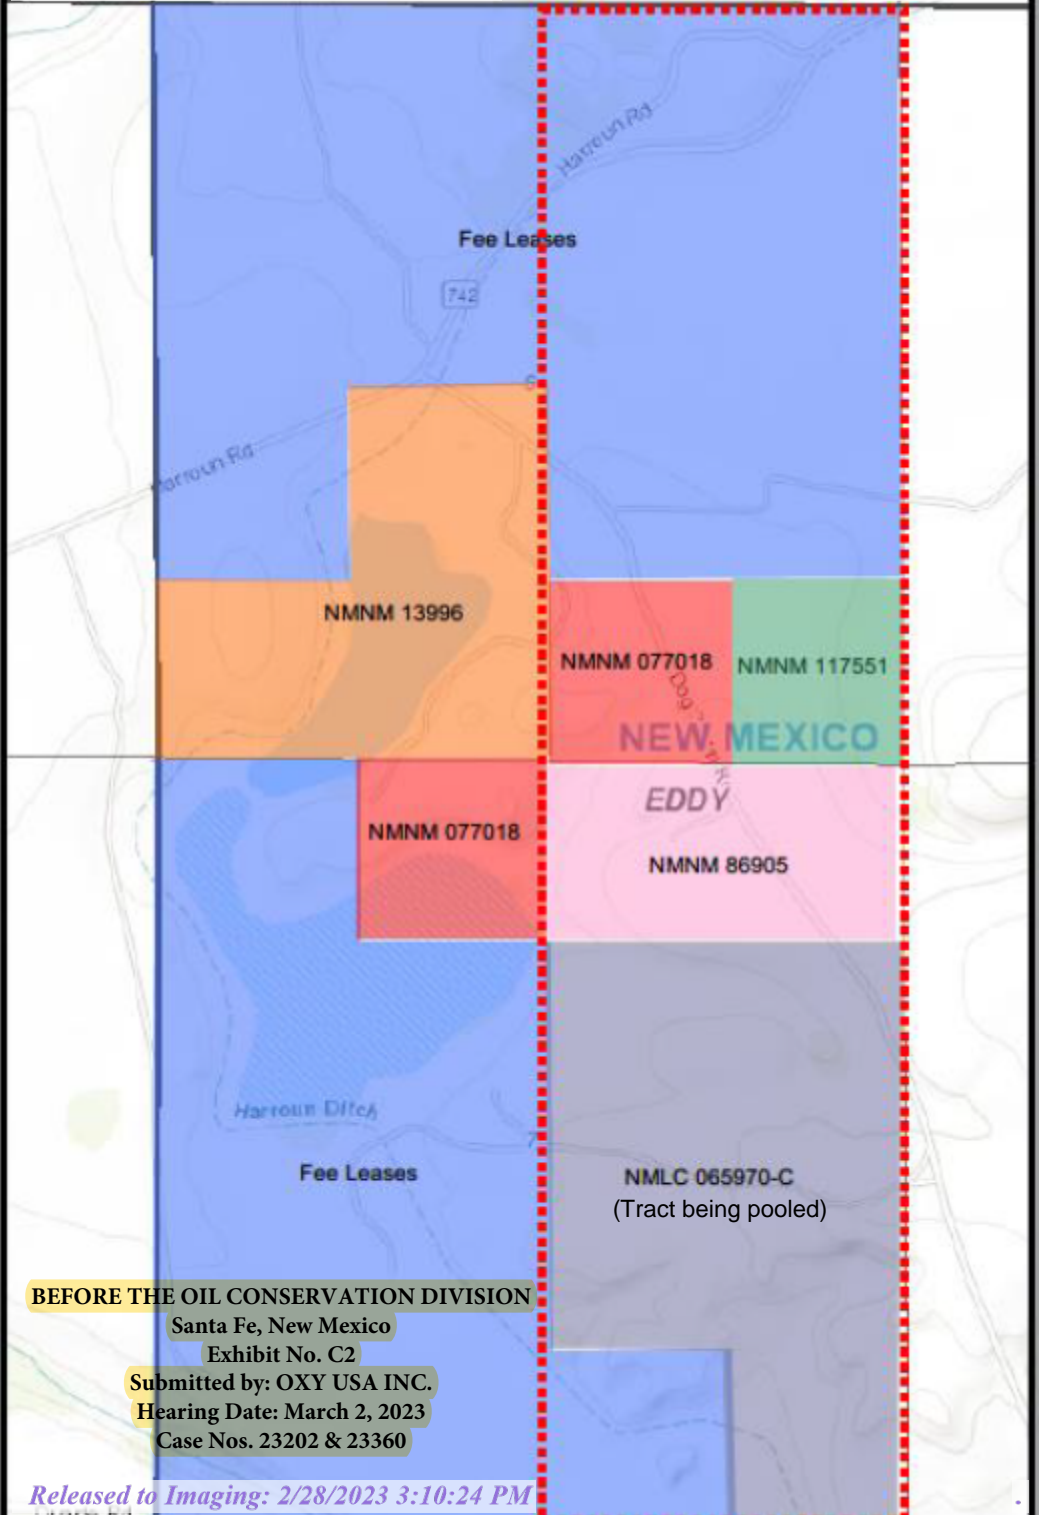 Harroun Rd
Fee Leases
742
6
Harroun Rd
NMNM 13996
NMNM 077018
NMNM 117551
NEW MEXICO
EDDY
NMNM 077018
NMNM 86905
Harroun Ditch
7
Fee Leases
NMLC 065970-C
(Tract being pooled)
BEFORE THE OIL CONSERVATION DIVISION
Santa Fe, New Mexico
Exhibit No. C2
Submitted by: OXY USA INC.
Hearing Date: March 2, 2023
Case Nos. 23202 & 23360
Released to Imaging: 2/28/2023 3:10:24 PM